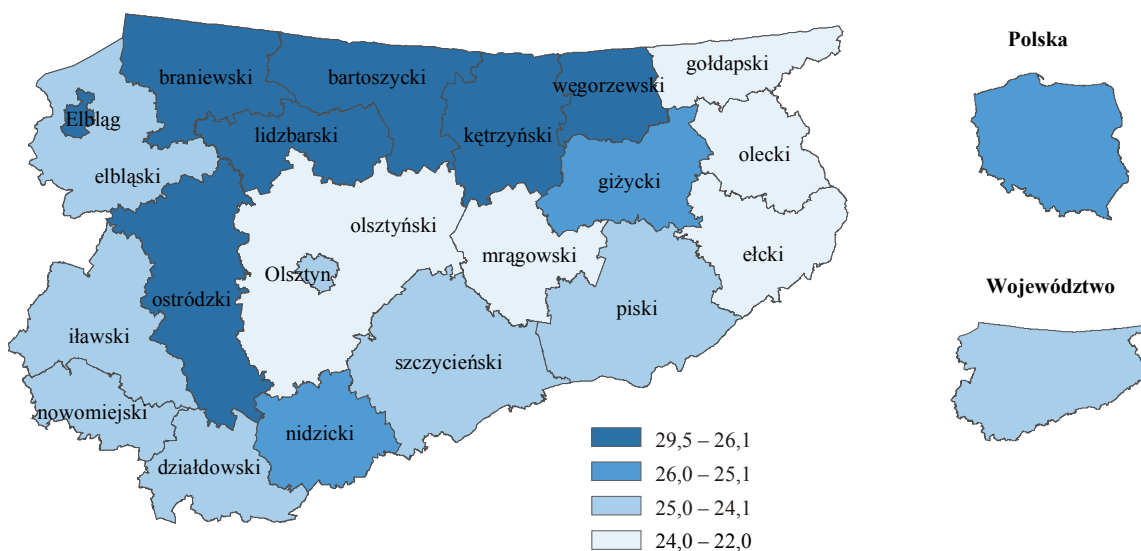 Polska
gołdapski
braniewski
bartoszycki
węgorzewski
Elbląg
lidzbarski
kętrzyński
olecki
elbląski
giżycki
olsztyński
ełcki
mrągowski
Olsztyn
Województwo
ostródzki
piski
iławski
szczycieński
nowomiejski
nidzicki
działdowski
29,5 – 26,1
26,0 – 25,1
25,0 – 24,1
24,0 – 22,0